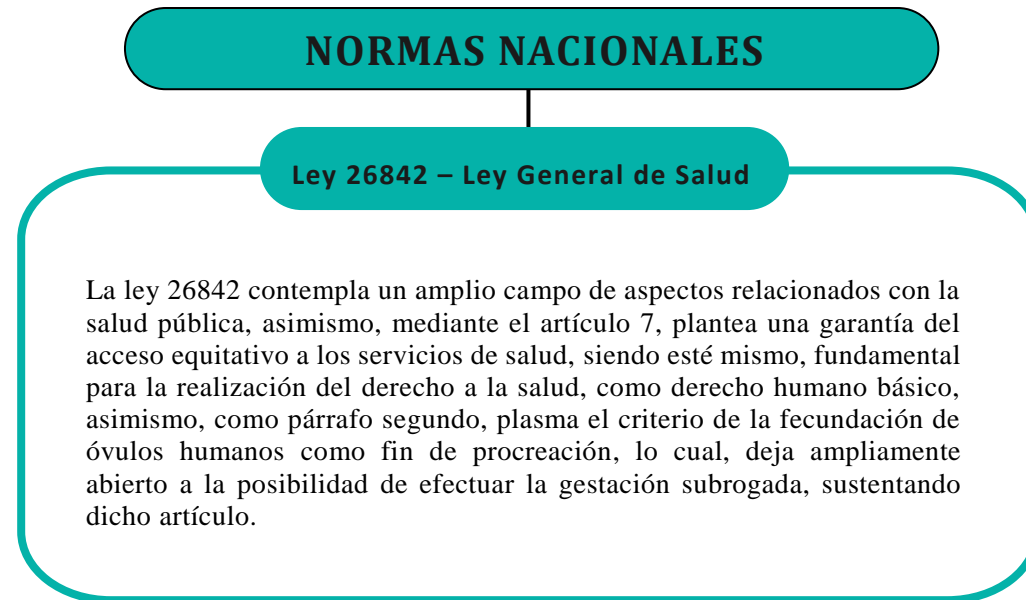 NORMAS NACIONALES
Ley 26842 – Ley General de Salud
La ley 26842 contempla un amplio campo de aspectos relacionados con la
salud pública, asimismo, mediante el artículo 7, plantea una garantía del
acceso equitativo a los servicios de salud, siendo esté mismo, fundamental
para la realización del derecho a la salud, como derecho humano básico,
asimismo, como párrafo segundo, plasma el criterio de la fecundación de
óvulos humanos como fin de procreación, lo cual, deja ampliamente
abierto a la posibilidad de efectuar la gestación subrogada, sustentando
dicho artículo.